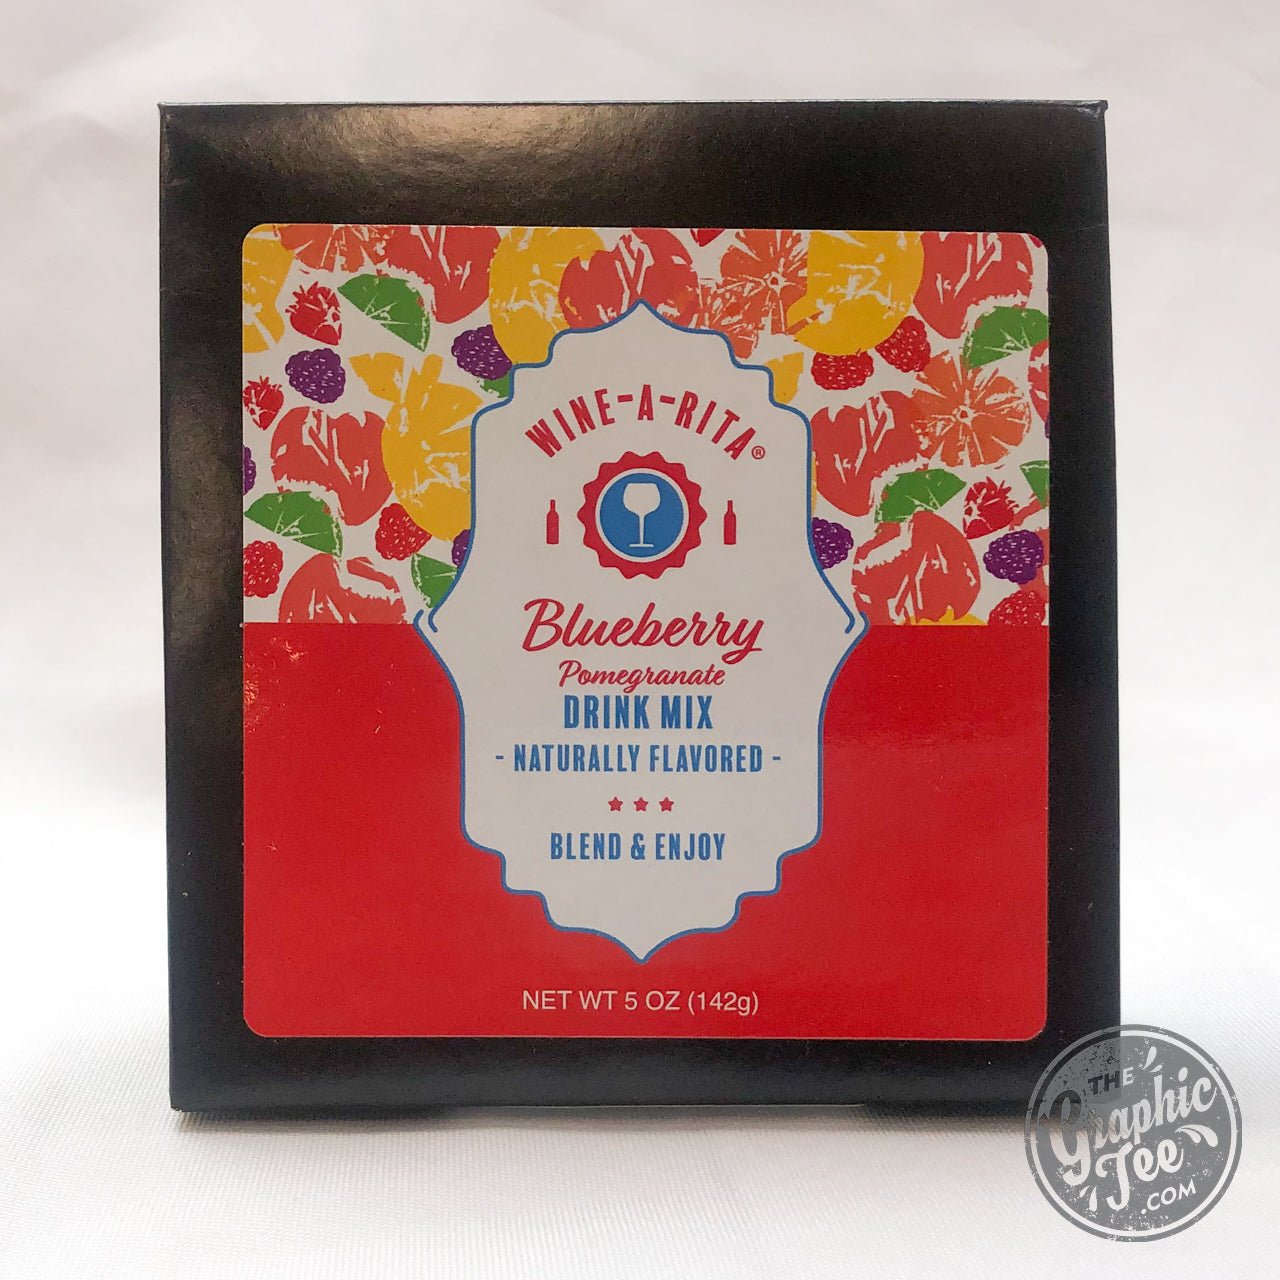 WINE-A-RITA®
Blueberry
Pomegranate
DRINK MIX
- NATURALLY FLAVORED -
BLEND & ENJOY
NET WT 5 OZ (142g)
THE
Graphic
Tee
.COM